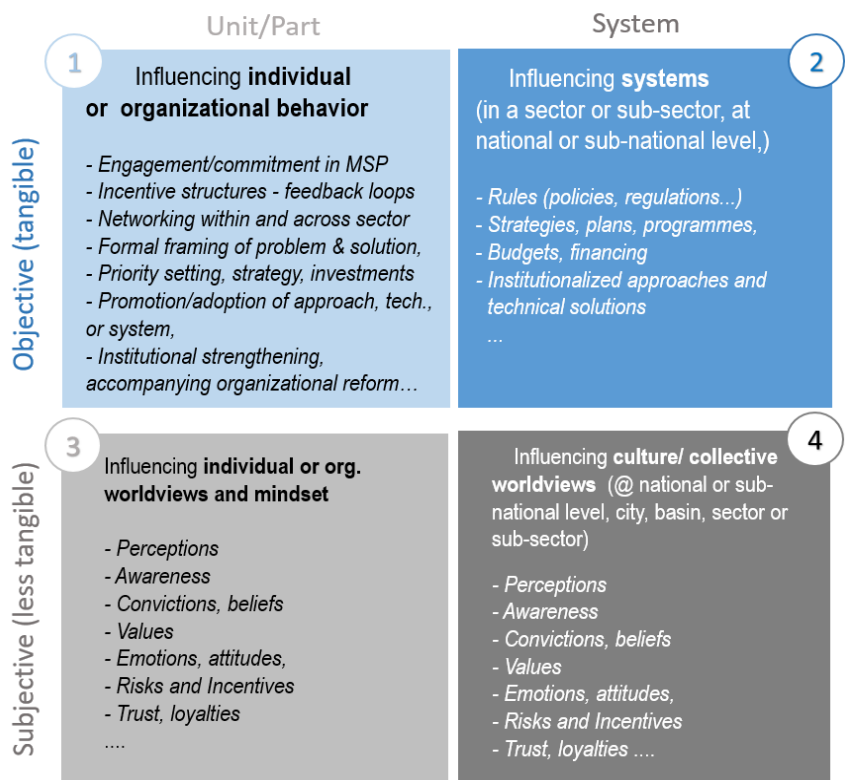 Unit/Part
System
Objective (tangible)
Subjective (less tangible)
1
Influencing individual
or organizational behavior
- Engagement/commitment in MSP
- Incentive structures - feedback loops
- Networking within and across sector
- Formal framing of problem & solution,
- Priority setting, strategy, investments
- Promotion/adoption of approach, tech.,
or system,
- Institutional strengthening,
accompanying organizational reform…
2
Influencing systems
(in a sector or sub-sector, at
national or sub-national level,)
- Rules (policies, regulations...)
- Strategies, plans, programmes,
- Budgets, financing
- Institutionalized approaches and
technical solutions
...
3
Influencing individual or org.
worldviews and mindset
- Perceptions
- Awareness
- Convictions, beliefs
- Values
- Emotions, attitudes,
- Risks and Incentives
- Trust, loyalties
....
4
Influencing culture/ collective
worldviews (@ national or sub-
national level, city, basin, sector or
sub-sector)
- Perceptions
- Awareness
- Convictions, beliefs
- Values
- Emotions, attitudes,
- Risks and Incentives
- Trust, loyalties ....